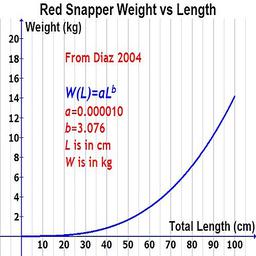 Red Snapper Weight vs Length
Weight (kg)
20
18
16
14
12
10
8
6
4
2
From Diaz 2004
W(L)=aLᵇ
a=0.000010
b=3.076
L is in cm
W is in kg
Total Length (cm)
10 20 30 40 50 60 70 80 90 100